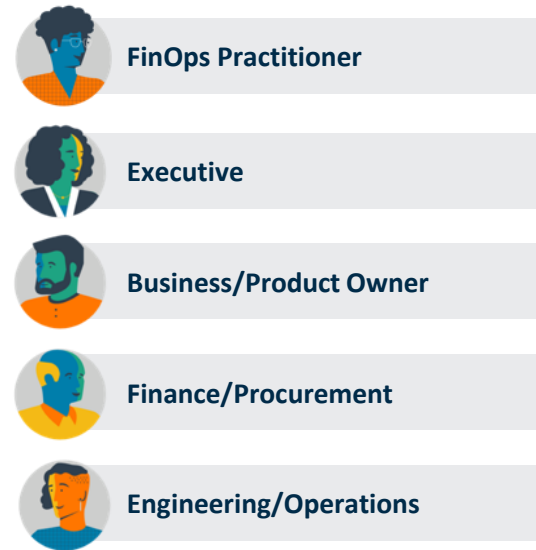 FinOps Practitioner
Executive
Business/Product Owner
Finance/Procurement
Engineering/Operations